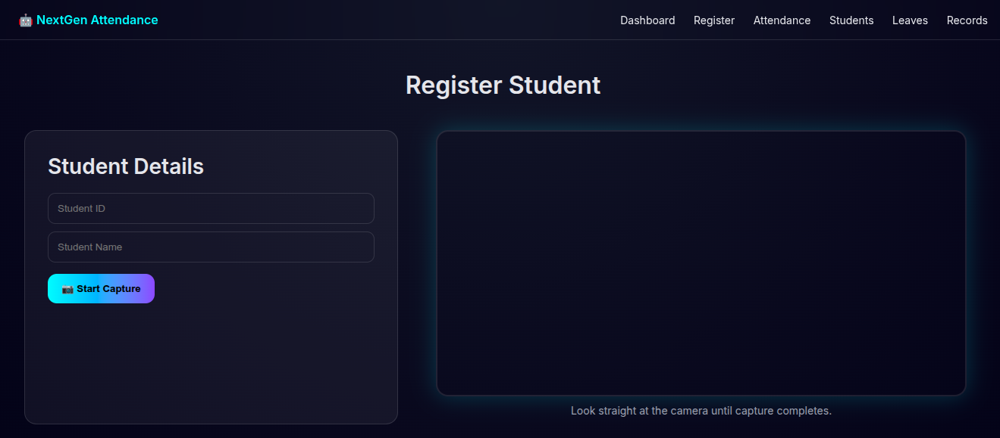 🤖 NextGen Attendance
Dashboard Register Attendance Students Leaves Records
Register Student
Student Details
Student ID
Student Name
📷 Start Capture
Look straight at the camera until capture completes.